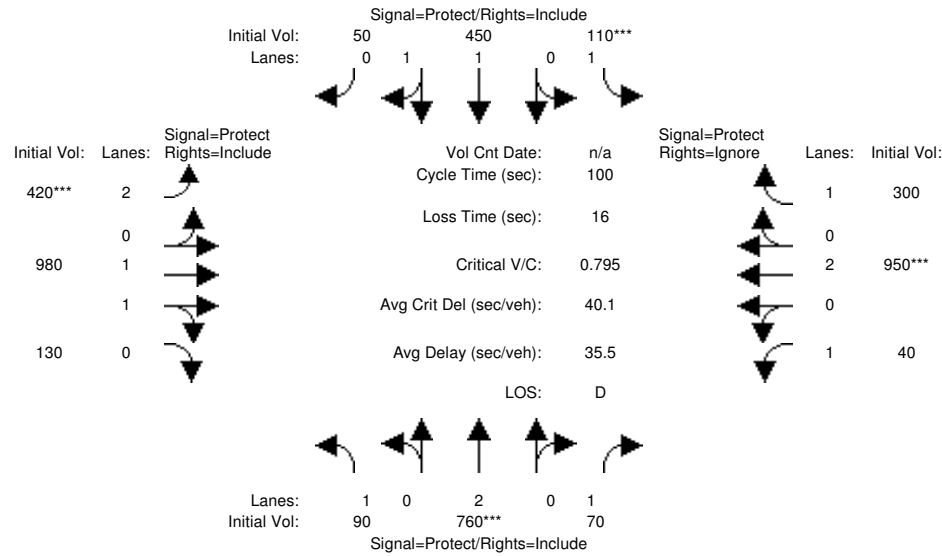 Signal=Protect/Rights=Include
Initial Vol: 50 450 110***
Lanes: 0 1 1 0 1
Signal=Protect
Initial Vol: Lanes: Rights=Include
420*** 2
0
980 1
1
130 0
Vol Cnt Date: n/a
Cycle Time (sec): 100
Loss Time (sec): 16
Critical V/C: 0.795
Avg Crit Del (sec/veh): 40.1
Avg Delay (sec/veh): 35.5
LOS: D
Signal=Protect
Rights=Ignore Lanes: Initial Vol:
1 300
0
2 950***
0
1 40
Lanes: 1 0 2 0 1
Initial Vol: 90 760*** 70
Signal=Protect/Rights=Include